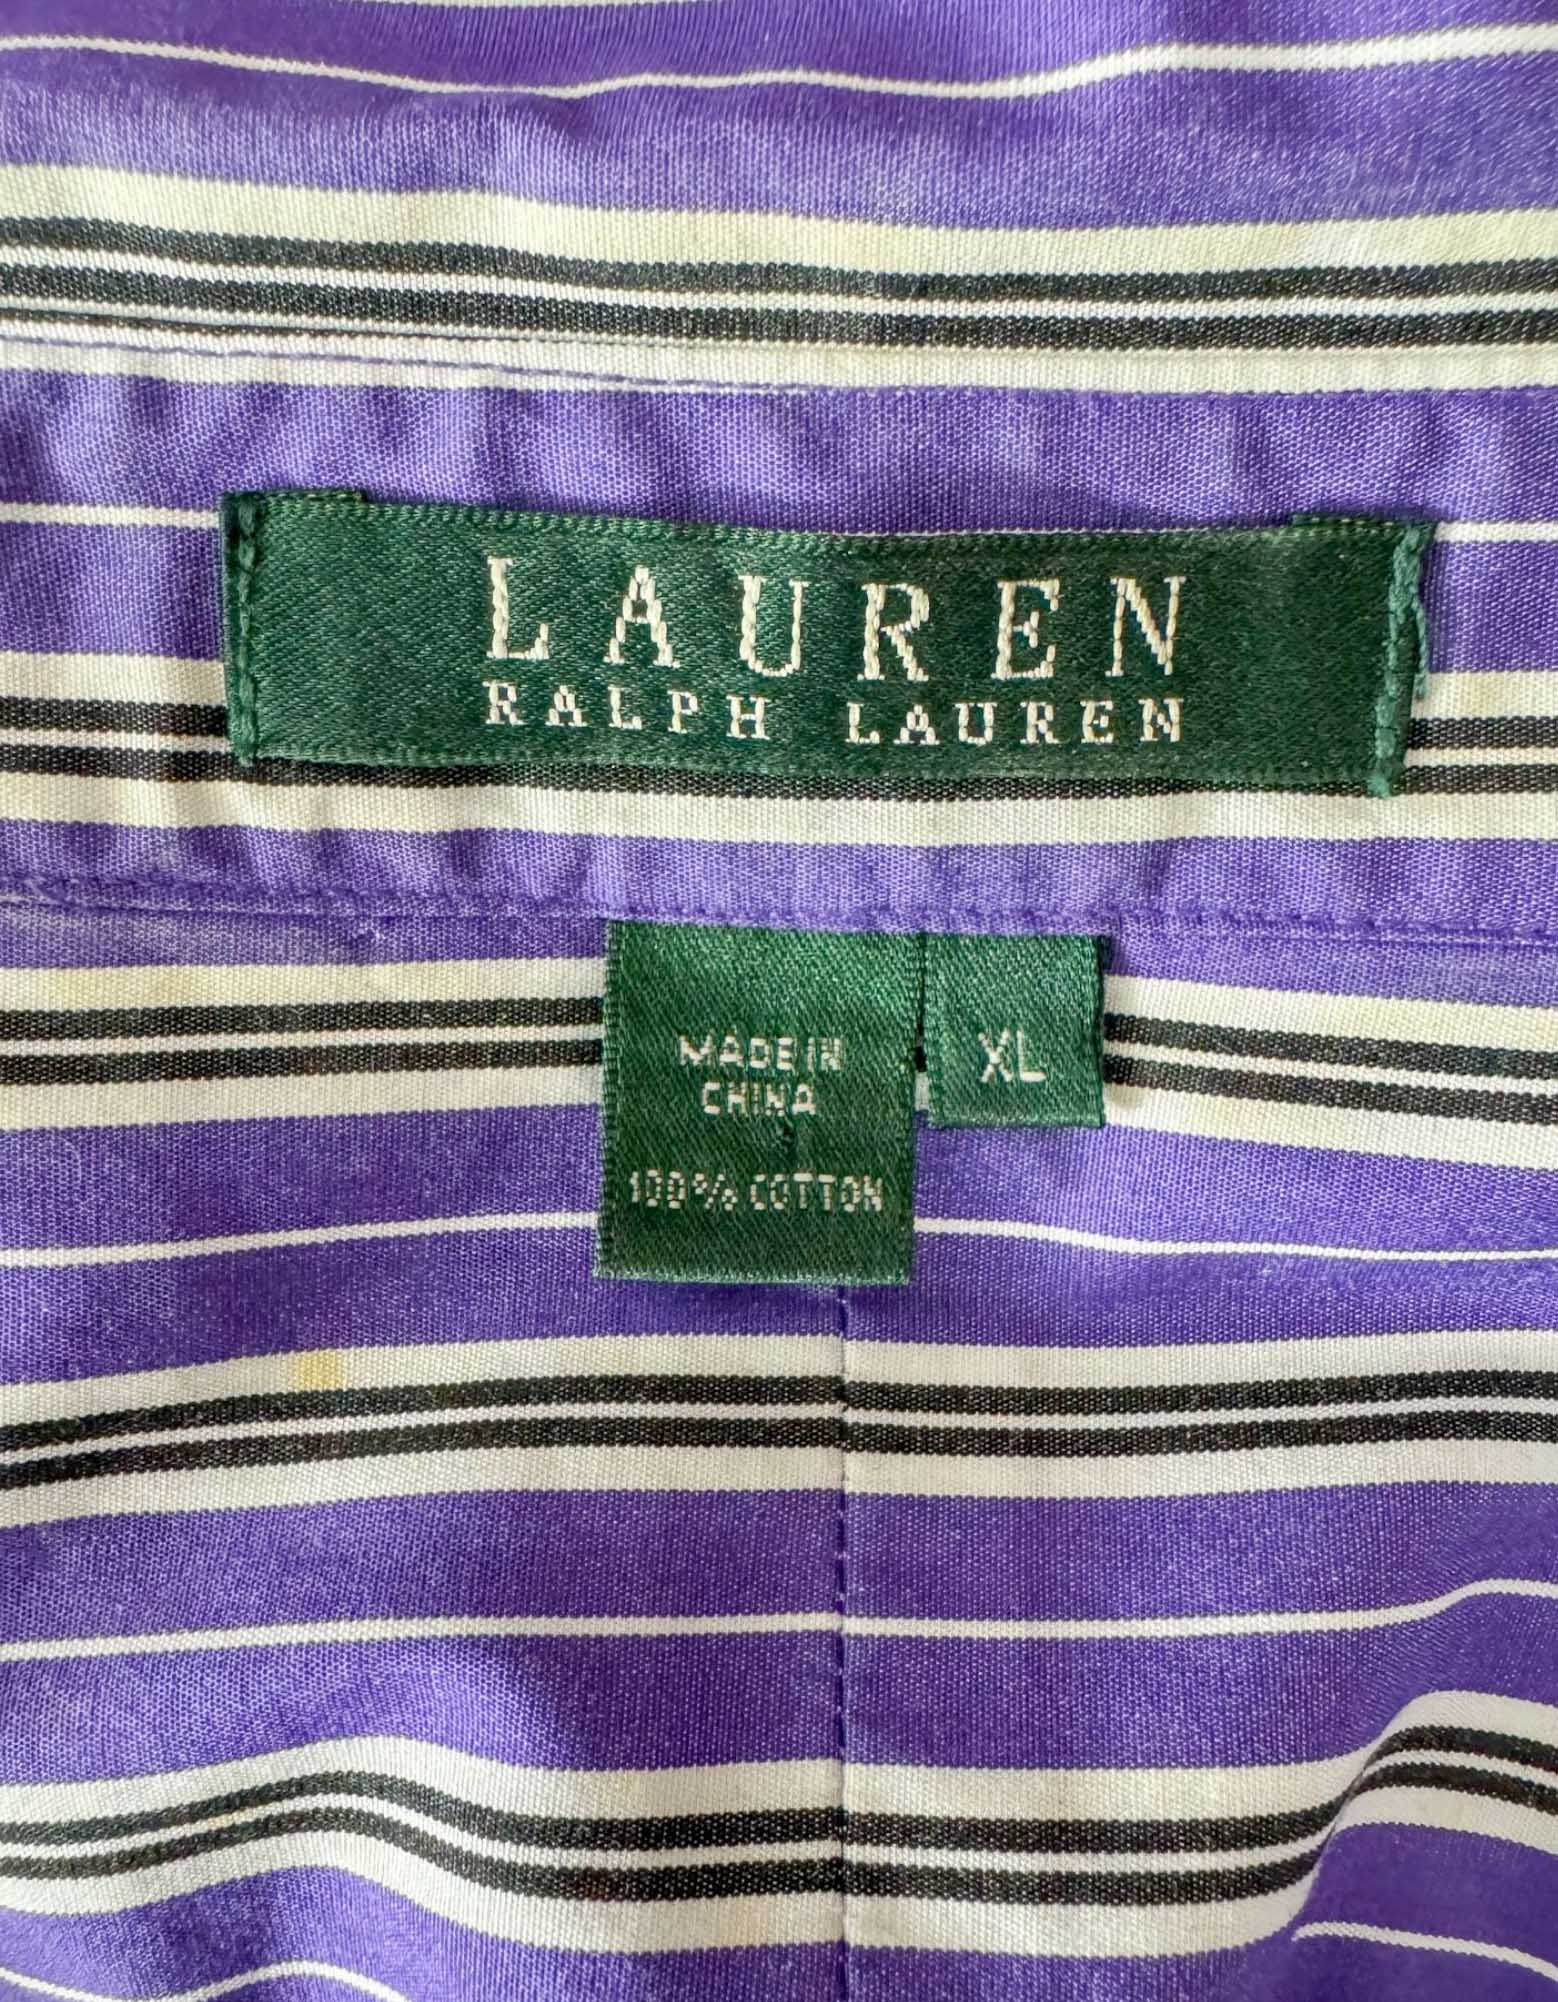 LAUREN
RALPH LAUREN
MADE IN
CHINA
100% COTTON
XL